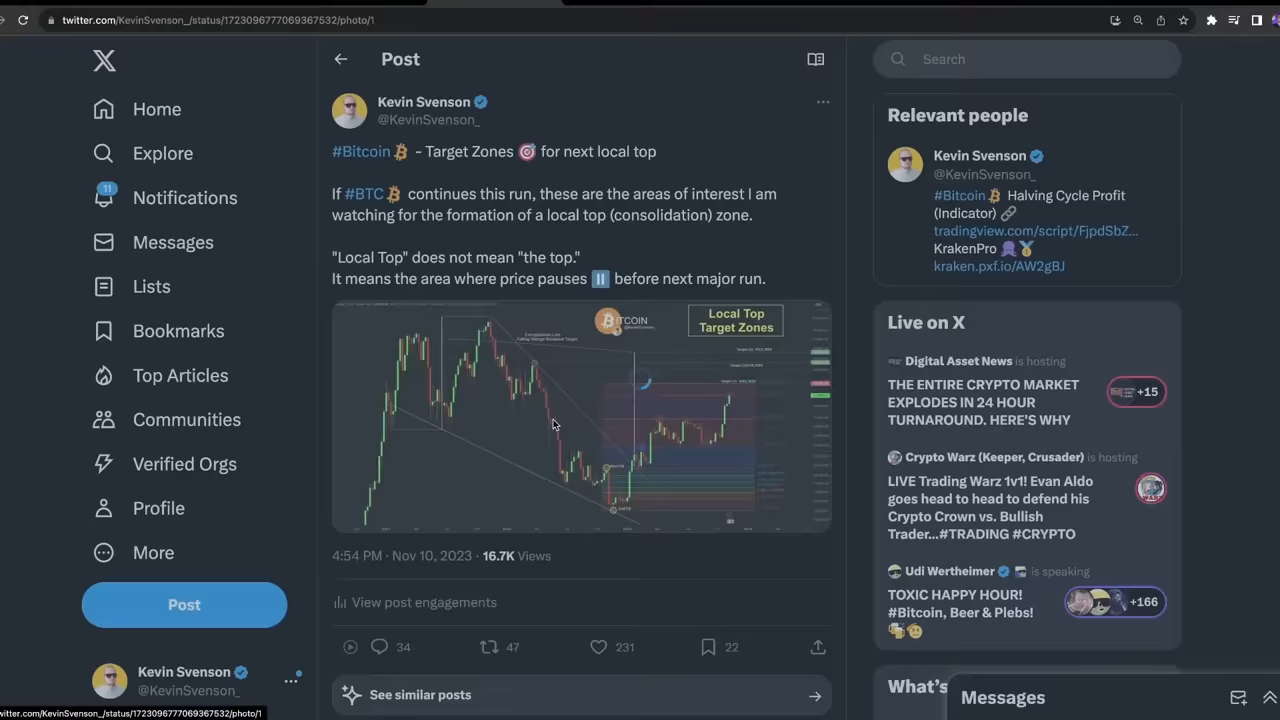 twitter.com/KevinSvenson_/status/1723096777069367532/photo/1
Home
Explore
11
Notifications
Messages
Lists
Bookmarks
Top Articles
Communities
Verified Orgs
Profile
More
Post
Kevin Svenson
@KevinSvenson_
twitter.com/KevinSvenson_/status/1723096777069367532/photo/1
Post
Kevin Svenson
@KevinSvenson_
#Bitcoin - Target Zones 🎯 for next local top
If #BTC continues this run, these are the areas of interest I am
watching for the formation of a local top (consolidation) zone.
"Local Top" does not mean "the top."
It means the area where price pauses ⏸ before next major run.
BITCOIN
@KevinSvenson_
Local Top
Target Zones
4:54 PM · Nov 10, 2023 · 16.7K Views
View post engagements
34
47
231
22
See similar posts
Search
Relevant people
Kevin Svenson
@KevinSvenson_
#Bitcoin Halving Cycle Profit
(Indicator) 🔗
tradingview.com/script/FjpdSbZ…
KrakenPro 🐙🏅
kraken.pxf.io/AW2gBJ
Live on X
Digital Asset News is hosting
THE ENTIRE CRYPTO MARKET
EXPLODES IN 24 HOUR
TURNAROUND. HERE'S WHY
+15
Crypto Warz (Keeper, Crusader) is hosting
LIVE Trading Warz 1v1! Evan Aldo
goes head to head to defend his
Crypto Crown vs. Bullish
Trader...#TRADING #CRYPTO
Udi Wertheimer is speaking
TOXIC HAPPY HOUR!
#Bitcoin, Beer & Plebs!
🍻🤕
+166
What's
Messages